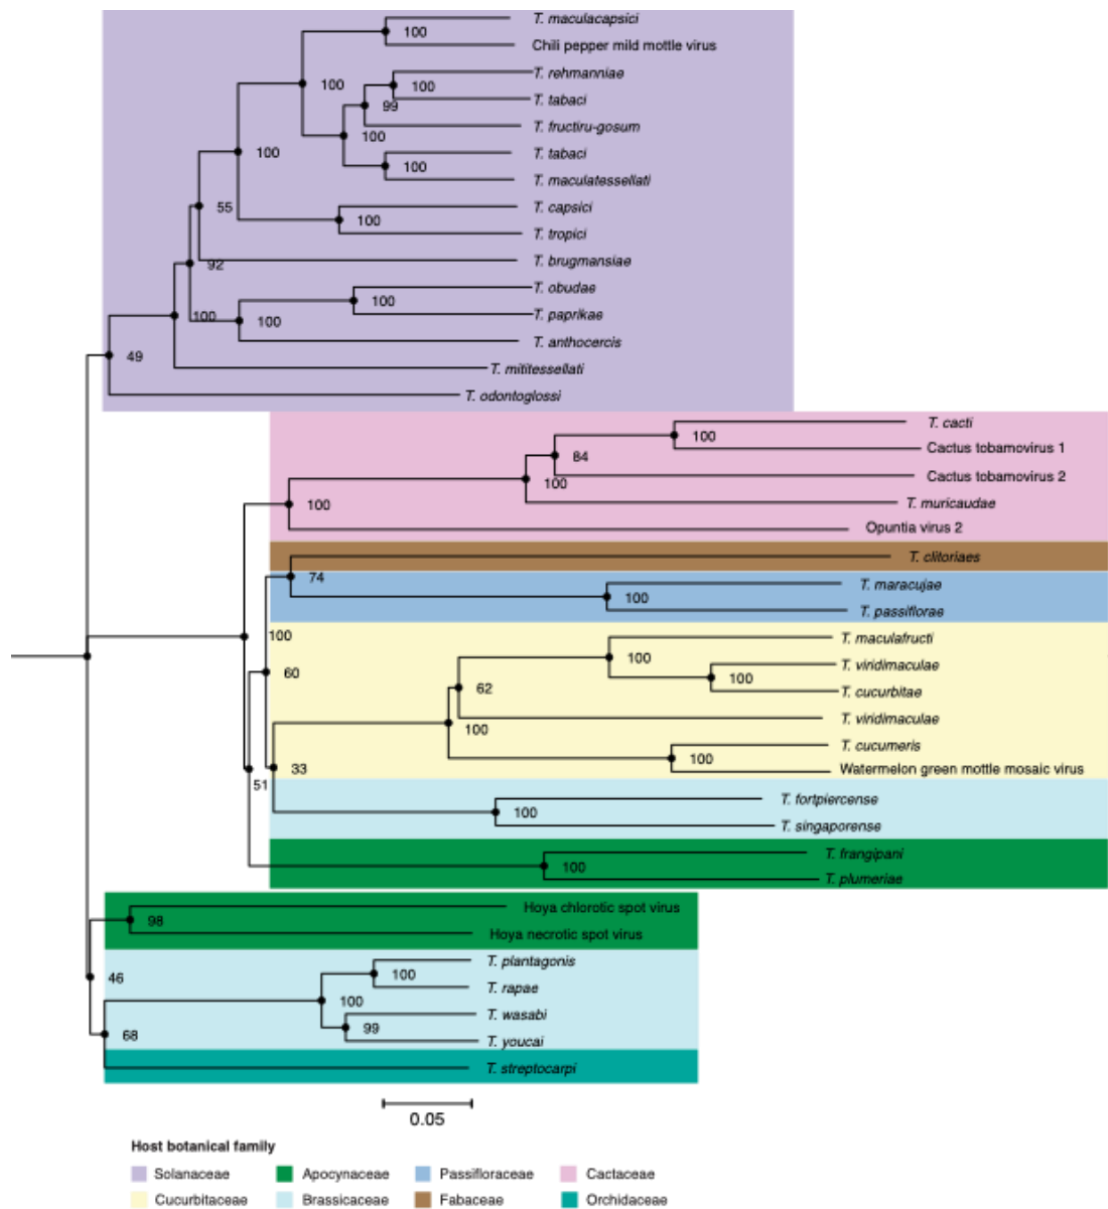 T. maculacapsici
100
Chili pepper mild mottle virus
T. rehmanniae
100
100
T. tabaci
99
T. fructiru-gosum
100
T. tabaci
100
100
T. maculatessellati
T. capsici
55
100
T. tropici
T. brugmansiae
92
T. obudae
100
T. paprikae
100
100
T. anthocercis
49
T. mititessellati
T. odontoglossi
T. cacti
100
Cactus tobamovirus 1
84
Cactus tobamovirus 2
100
T. muricaudae
100
Opuntia virus 2
T. clitoriaes
74
T. maracujae
100
T. passiflorae
100
T. maculafructi
100
T. viridimaculae
60
100
T. cucurbitae
62
T. viridimaculae
100
T. cucumeris
100
33
Watermelon green mottle mosaic virus
51
T. fortpiercense
100
T. singaporense
T. frangipani
100
T. plumeriae
Hoya chlorotic spot virus
98
Hoya necrotic spot virus
T. plantagonis
46
100
T. rapae
100
T. wasabi
99
68
T. youcai
T. streptocarpi
0.05
Host botanical family
Solanaceae Apocynaceae Passifloraceae Cactaceae
Cucurbitaceae Brassicaceae Fabaceae Orchidaceae